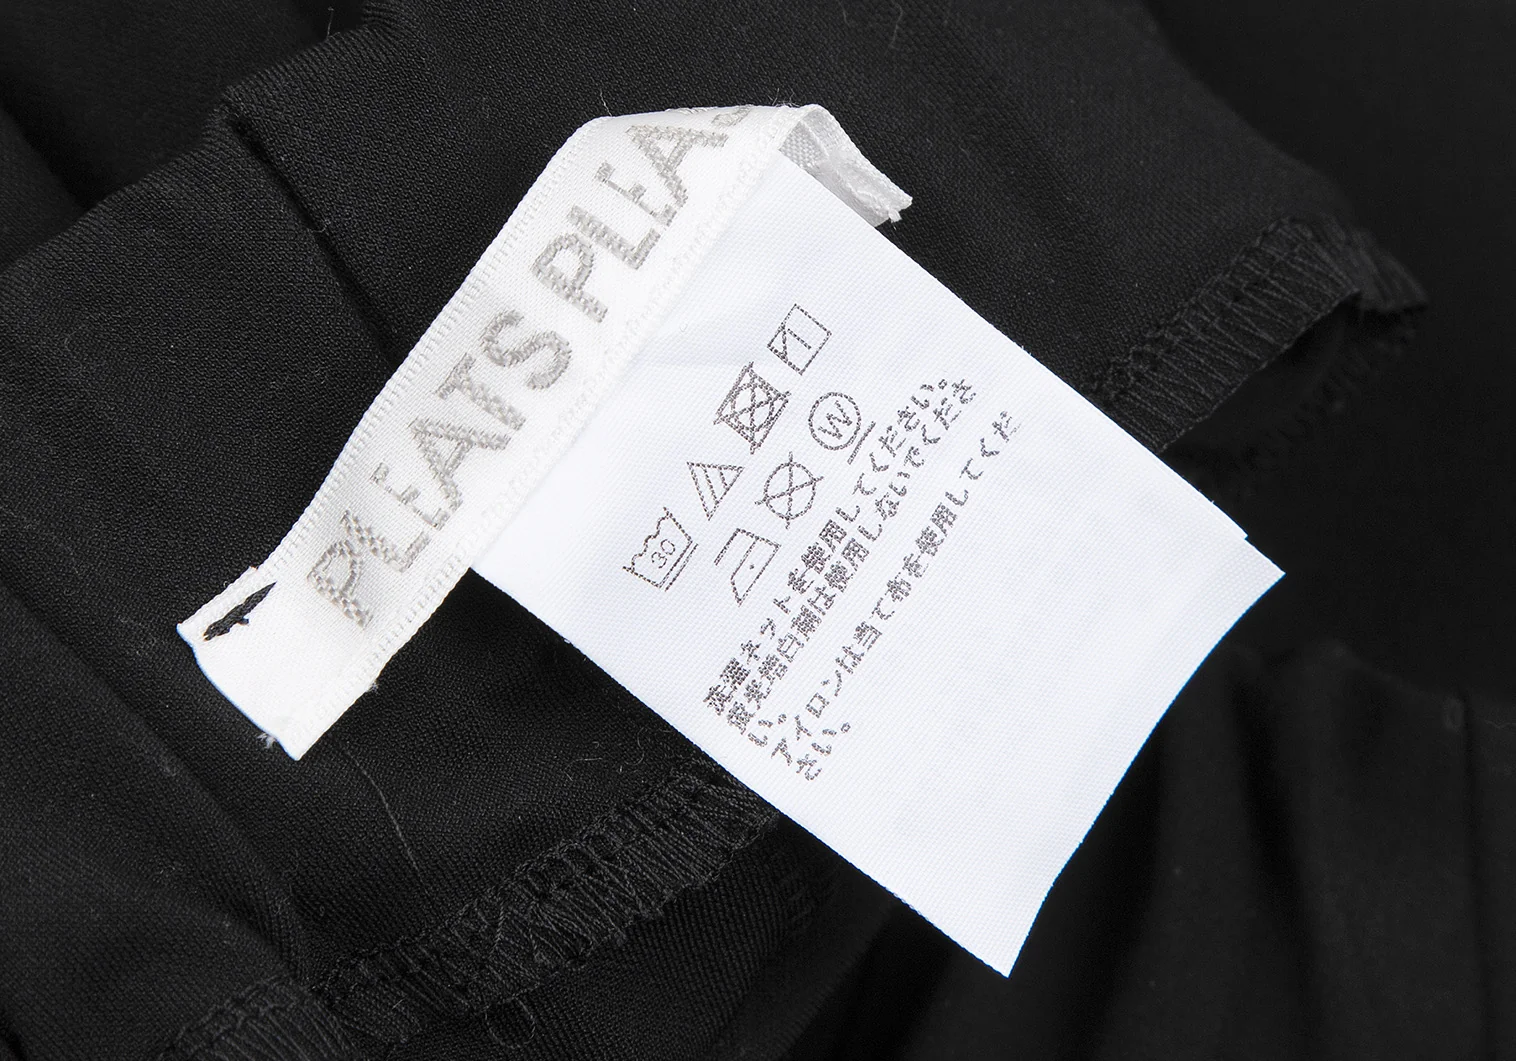 PLEATS PLEAS
30
W
洗濯ネットを使用してください。
蛍光増白剤は使用しないでくださ
い。
アイロンは当て布を使用してくだ
さい。